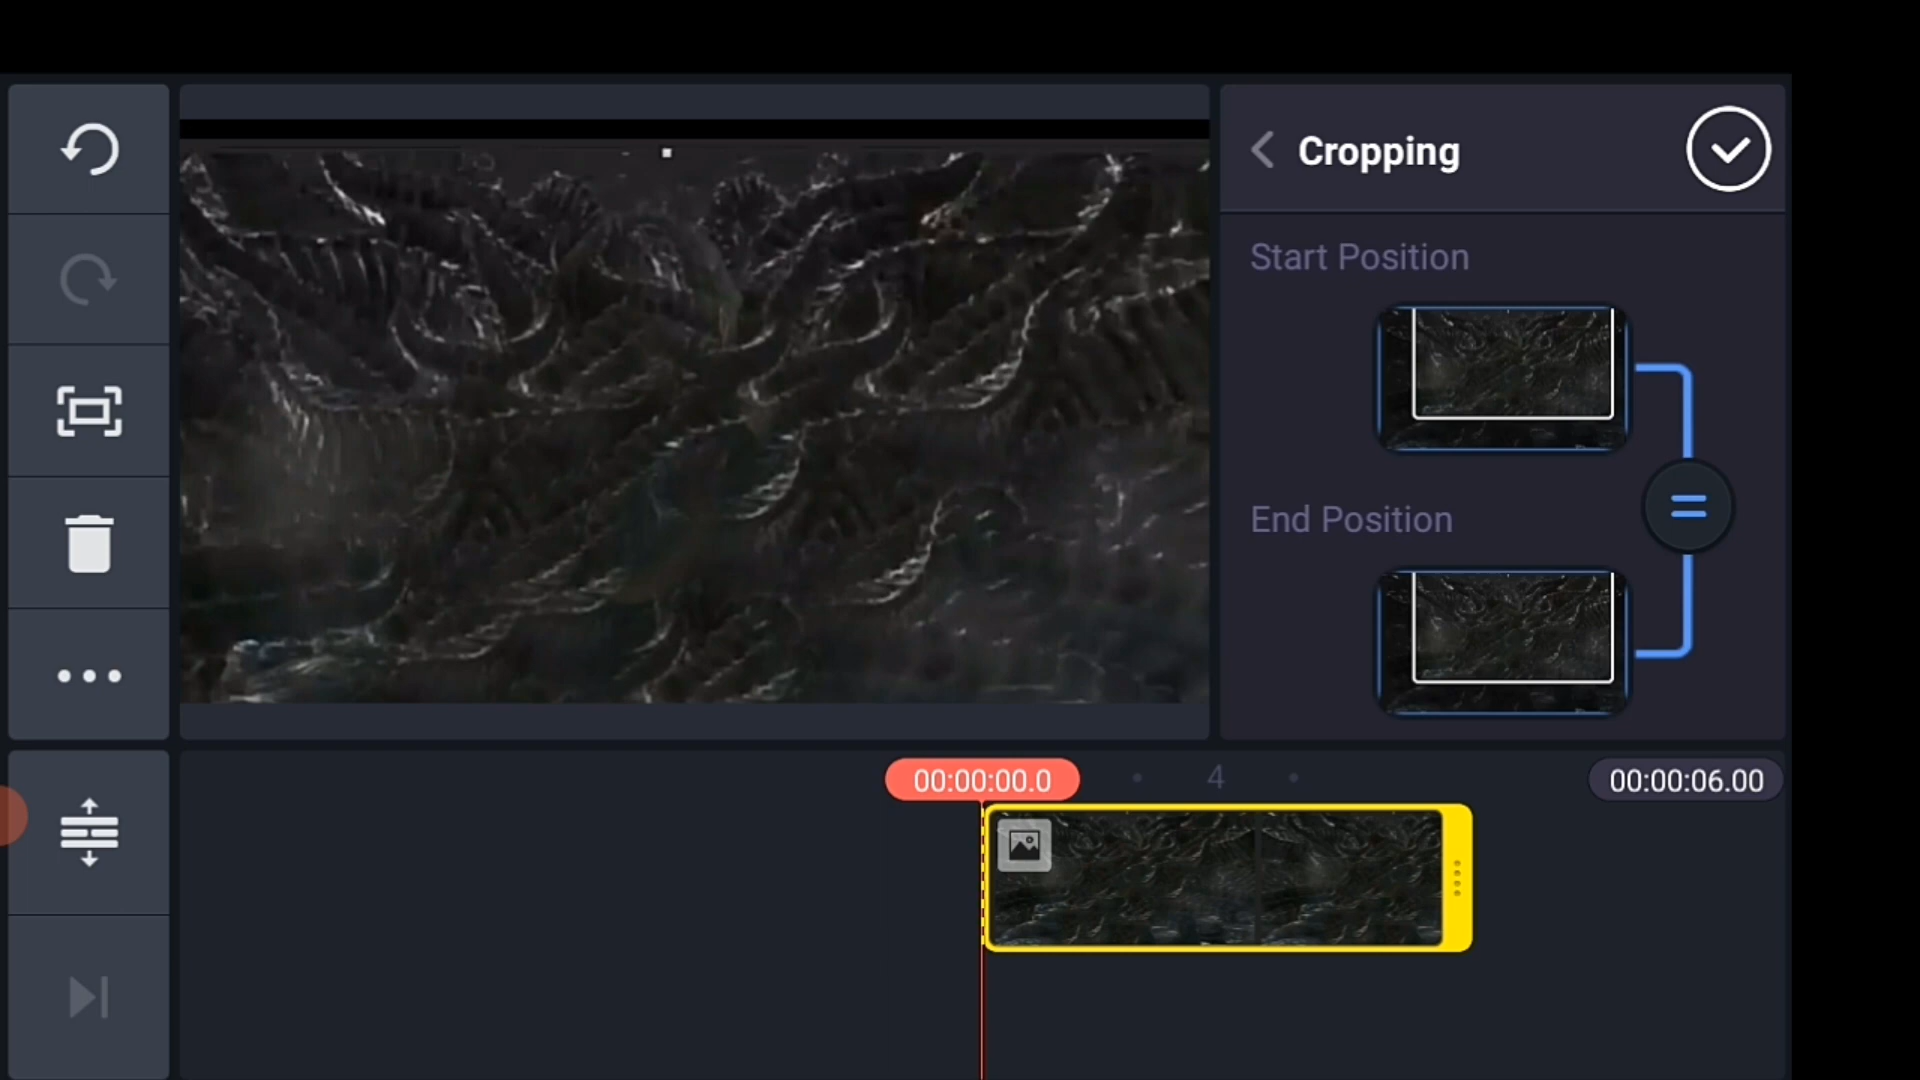 Cropping
Start Position
End Position
00:00:00.0
4
00:00:06.00